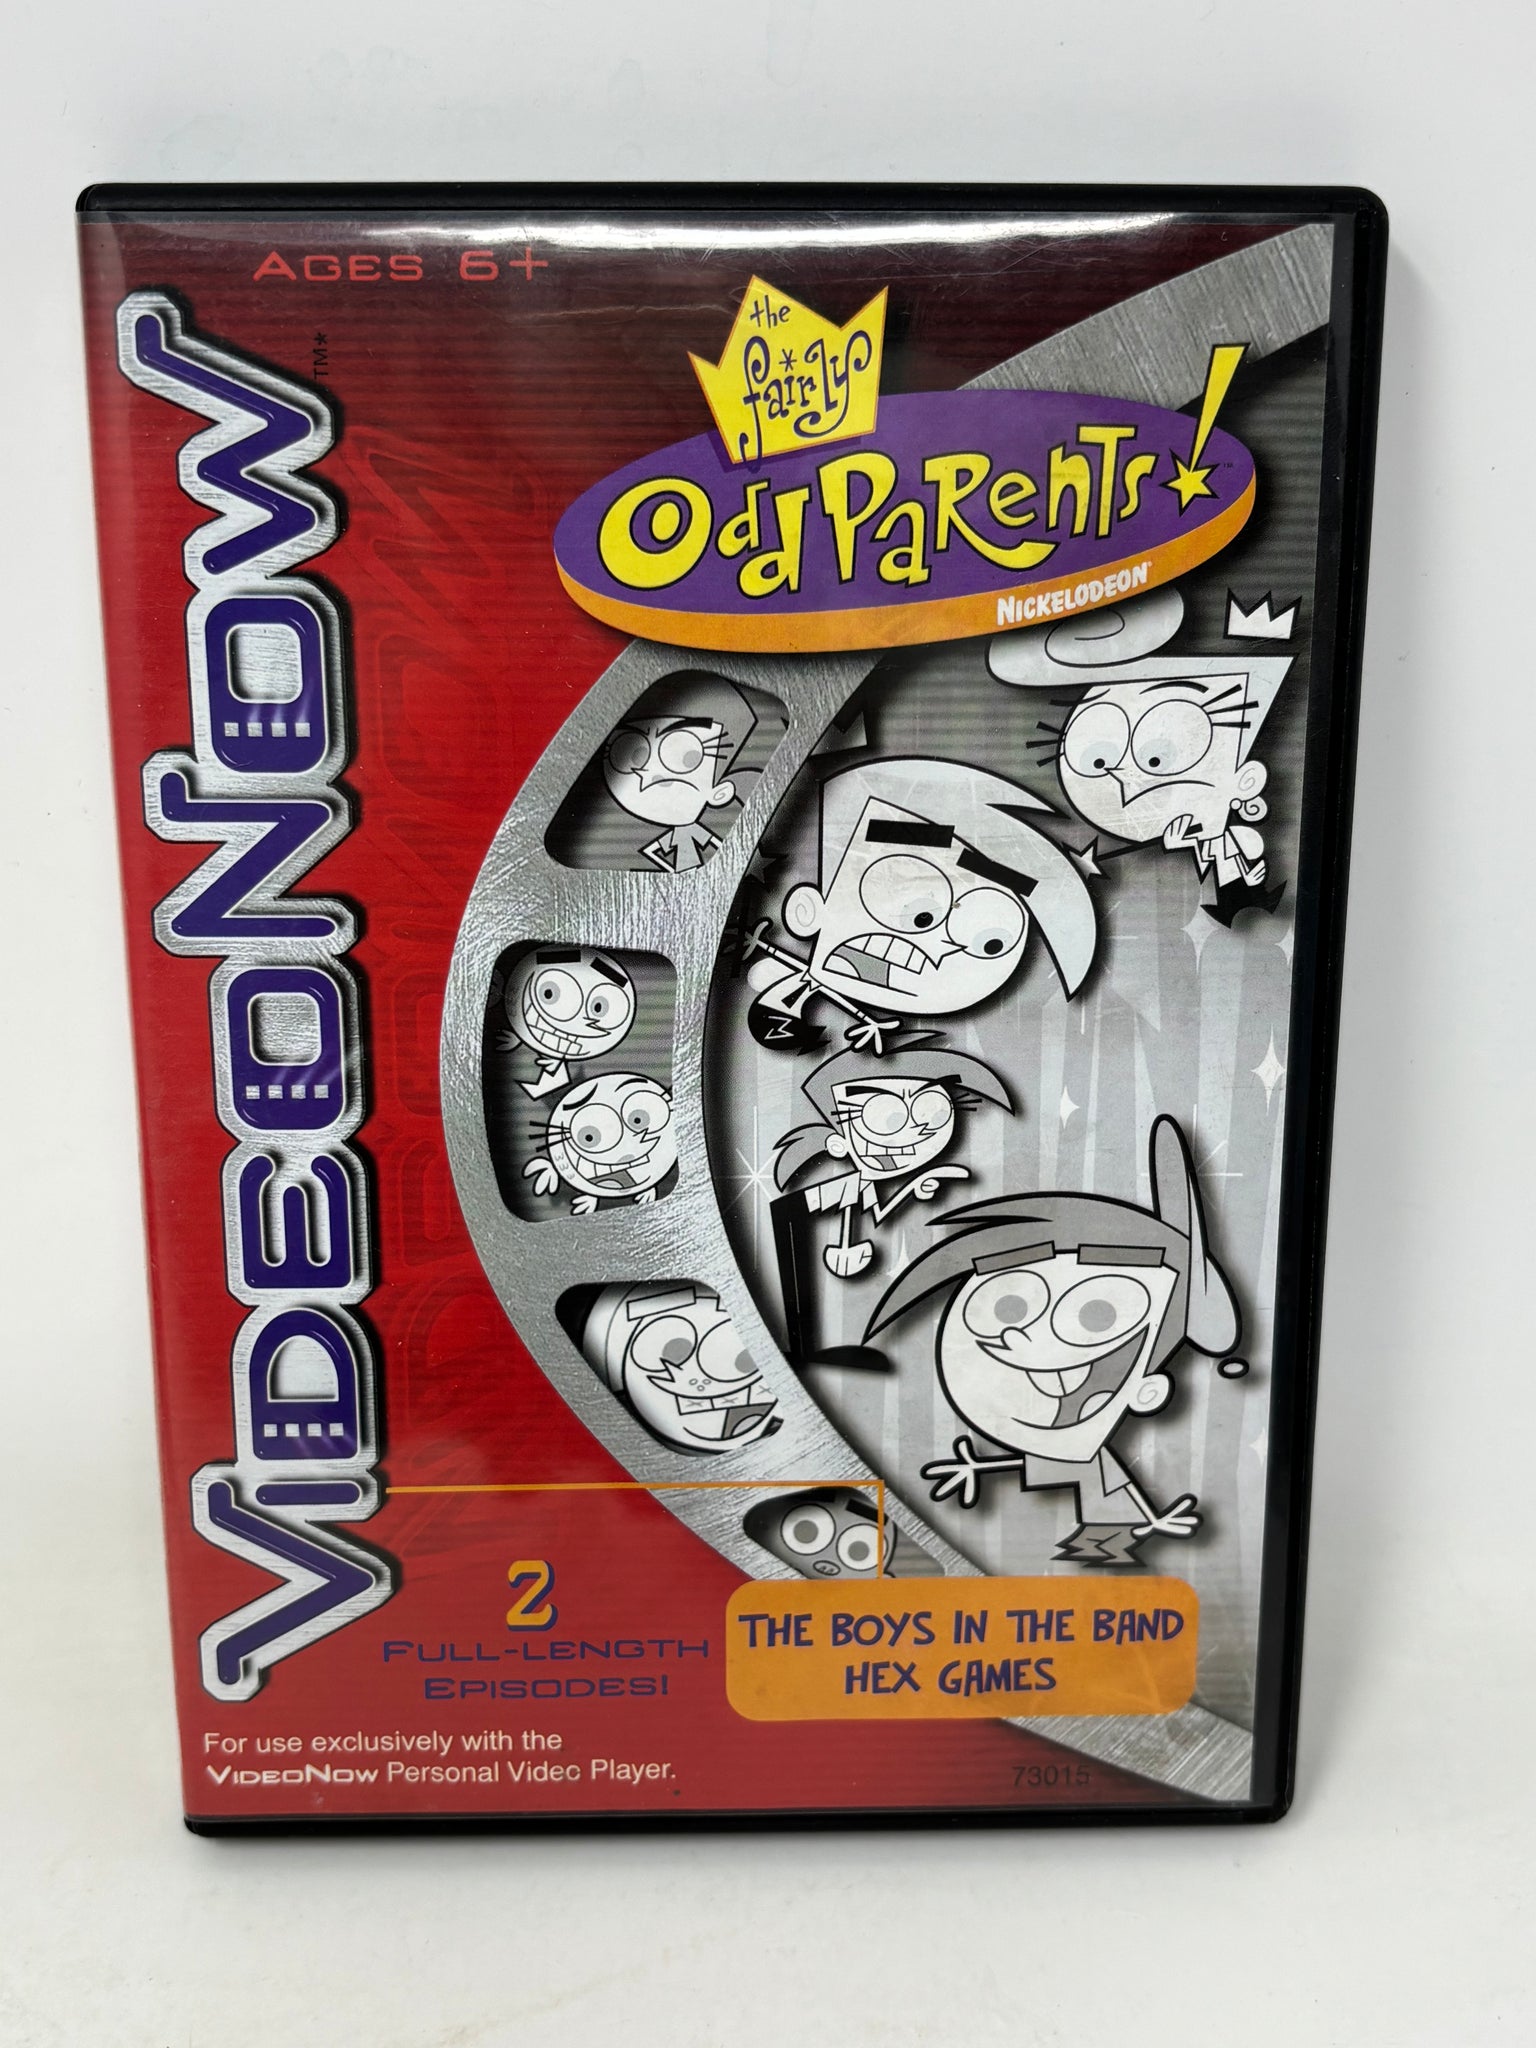 AGES 6+
VIDEONOW
TM*
the
fairly
OddParents!
NICKELODEON
2
FULL-LENGTH
EPISODES!
THE BOYS IN THE BAND
HEX GAMES
For use exclusively with the
VIDEONOW Personal Video Player.
73015